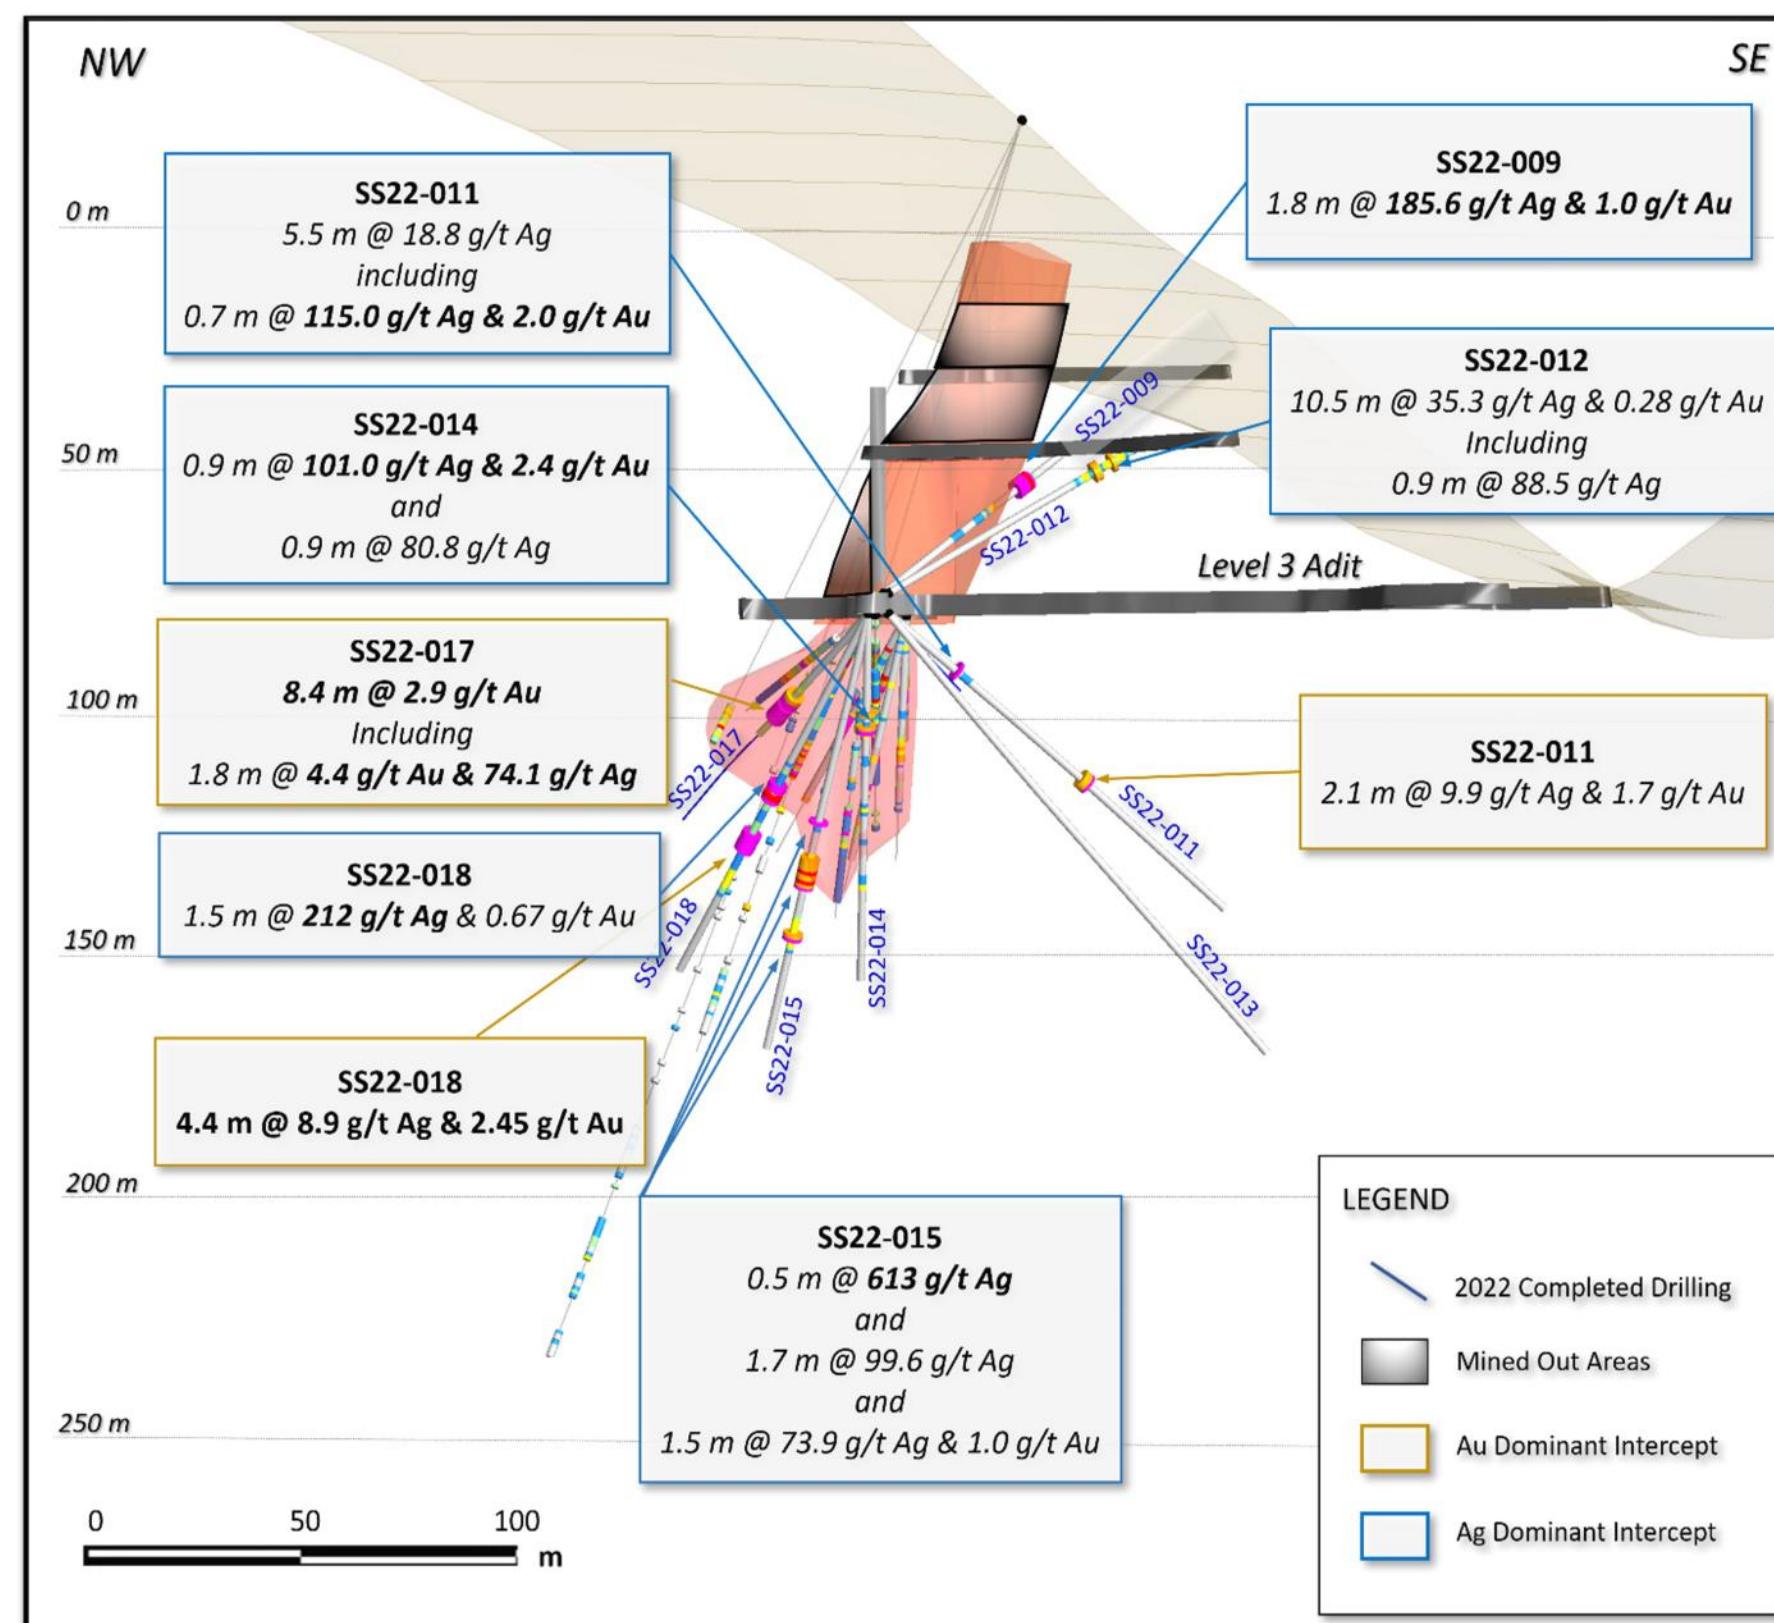 NW
SE
SS22-009
1.8 m @ 185.6 g/t Ag & 1.0 g/t Au
SS22-011
5.5 m @ 18.8 g/t Ag
including
0.7 m @ 115.0 g/t Ag & 2.0 g/t Au
0 m
SS22-012
10.5 m @ 35.3 g/t Ag & 0.28 g/t Au
Including
0.9 m @ 88.5 g/t Ag
SS22-014
0.9 m @ 101.0 g/t Ag & 2.4 g/t Au
and
0.9 m @ 80.8 g/t Ag
50 m
SS22-009
SS22-012
Level 3 Adit
SS22-017
8.4 m @ 2.9 g/t Au
Including
1.8 m @ 4.4 g/t Au & 74.1 g/t Ag
100 m
SS22-017
SS22-011
2.1 m @ 9.9 g/t Ag & 1.7 g/t Au
SS22-011
SS22-018
1.5 m @ 212 g/t Ag & 0.67 g/t Au
150 m
SS22-018
SS22-014
SS22-013
SS22-015
SS22-018
4.4 m @ 8.9 g/t Ag & 2.45 g/t Au
200 m
SS22-015
0.5 m @ 613 g/t Ag
and
1.7 m @ 99.6 g/t Ag
and
1.5 m @ 73.9 g/t Ag & 1.0 g/t Au
250 m
0 50 100
m
LEGEND
2022 Completed Drilling
Mined Out Areas
Au Dominant Intercept
Ag Dominant Intercept